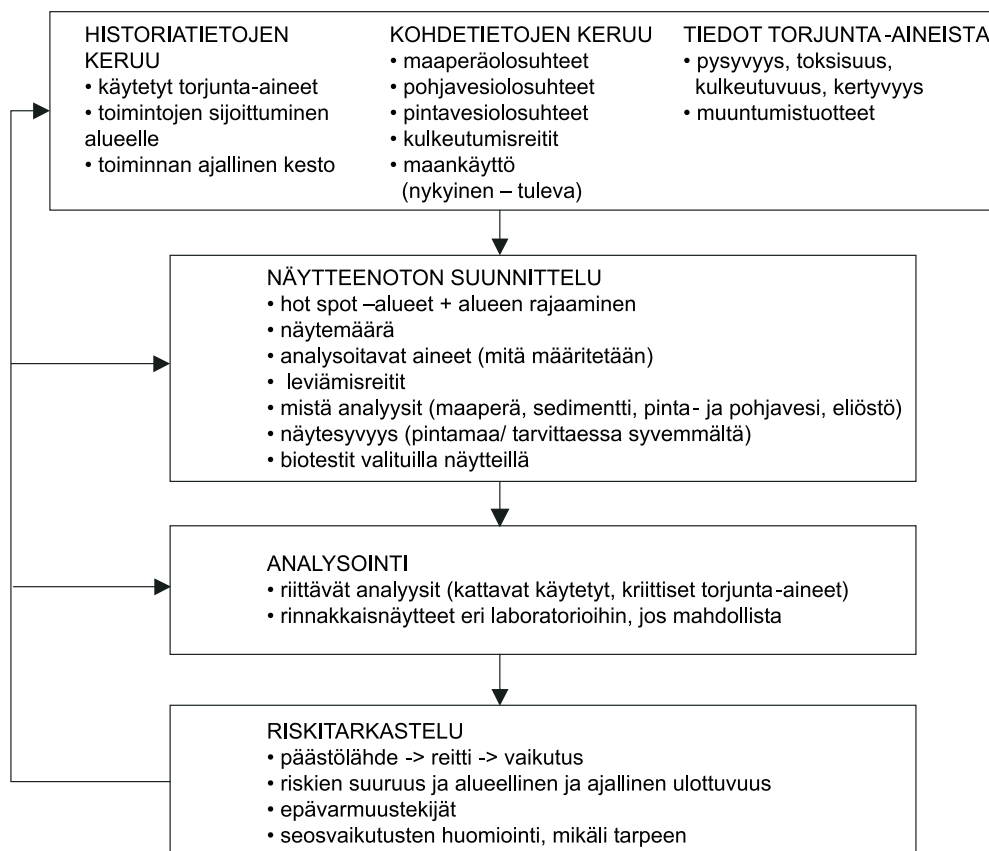 HISTORIATIETOJEN
KERUU
• käytetyt torjunta-aineet
• toimintojen sijoittuminen
alueelle
• toiminnan ajallinen kesto
KOHDETIETOJEN KERUU
• maaperäolosuhteet
• pohjavesiolosuhteet
• pintavesiolosuhteet
• kulkeutumisreitit
• maankäyttö
(nykyinen – tuleva)
TIEDOT TORJUNTA-AINEISTA
• pysyvyys, toksisuus,
kulkeutuvuus, kertyvyys
• muuntumistuotteet
NÄYTTEENOTON SUUNNITTELU
• hot spot –alueet + alueen rajaaminen
• näytemäärä
• analysoitavat aineet (mitä määritetään)
• leviämisreitit
• mistä analyysit (maaperä, sedimentti, pinta- ja pohjavesi, eliöstö)
• näytesyvyys (pintamaa/ tarvittaessa syvemmältä)
• biotestit valituilla näytteillä
ANALYSOINTI
• riittävät analyysit (kattavat käytetyt, kriittiset torjunta-aineet)
• rinnakkaisnäytteet eri laboratorioihin, jos mahdollista
RISKITARKASTELU
• päästölähde -> reitti -> vaikutus
• riskien suuruus ja alueellinen ja ajallinen ulottuvuus
• epävarmuustekijät
• seosvaikutusten huomiointi, mikäli tarpeen